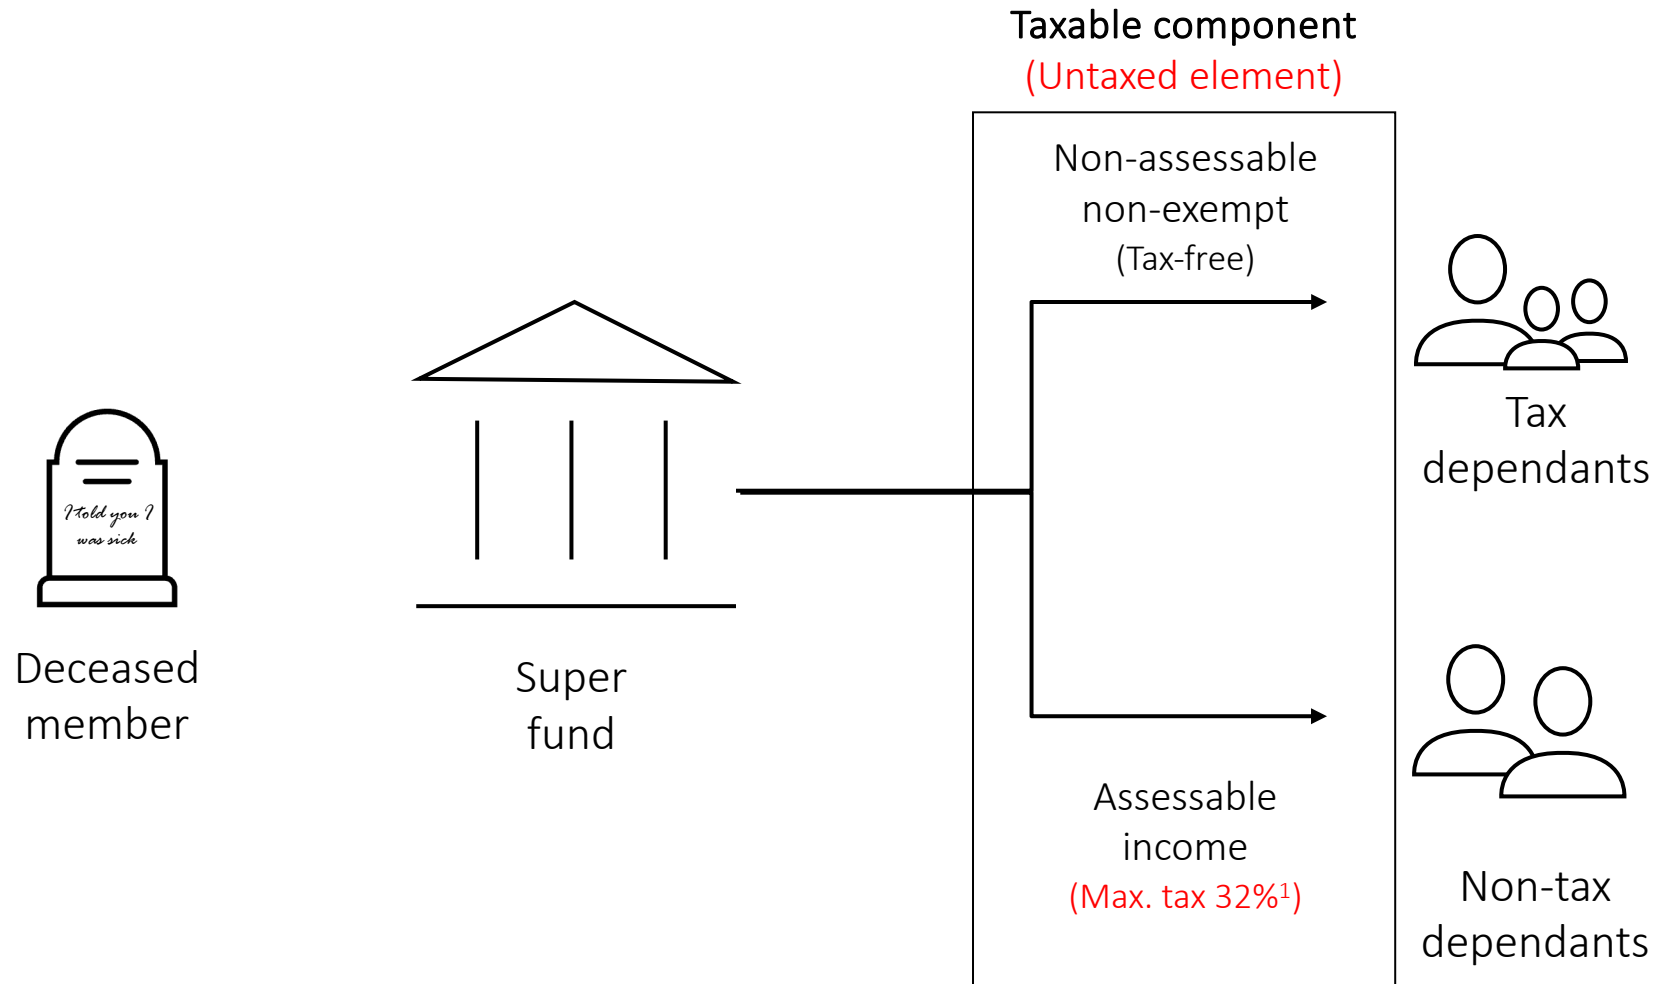 Taxable component
(Untaxed element)
Non-assessable
non-exempt
(Tax-free)
Tax
dependants
I told you I
was sick
Deceased
member
Super
fund
Assessable
income
(Max. tax 32%¹)
Non-tax
dependants